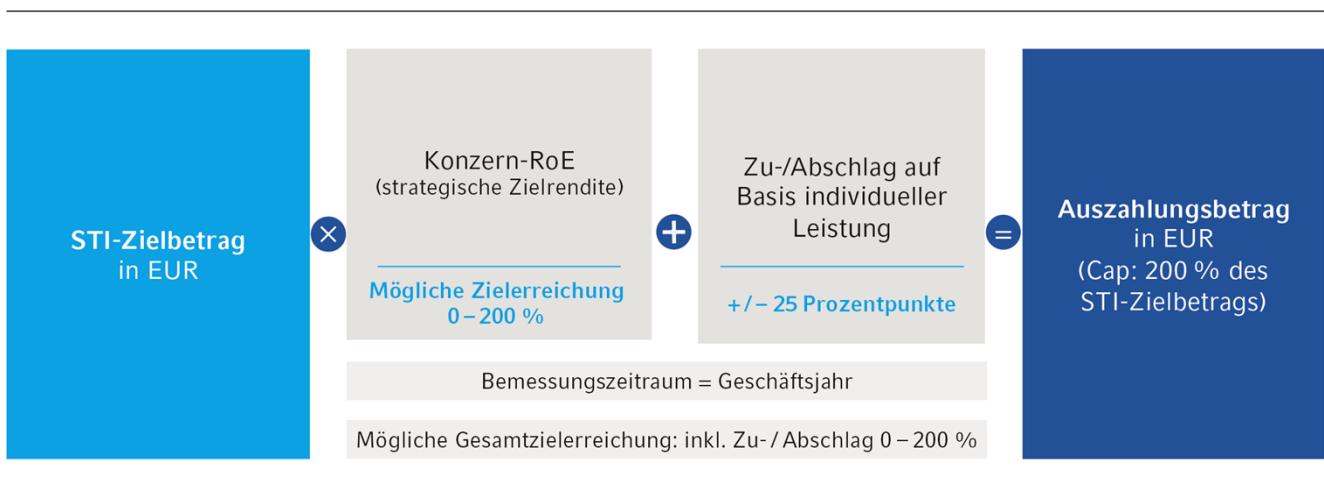 STI-Zielbetrag
in EUR
×
Konzern-RoE
(strategische Zielrendite)
Mögliche Zielerreichung
0 – 200 %
+
Zu-/Abschlag auf
Basis individueller
Leistung
+ / – 25 Prozentpunkte
=
Auszahlungsbetrag
in EUR
(Cap: 200 % des
STI-Zielbetrags)
Bemessungszeitraum = Geschäftsjahr
Mögliche Gesamtzielerreichung: inkl. Zu- / Abschlag 0 – 200 %